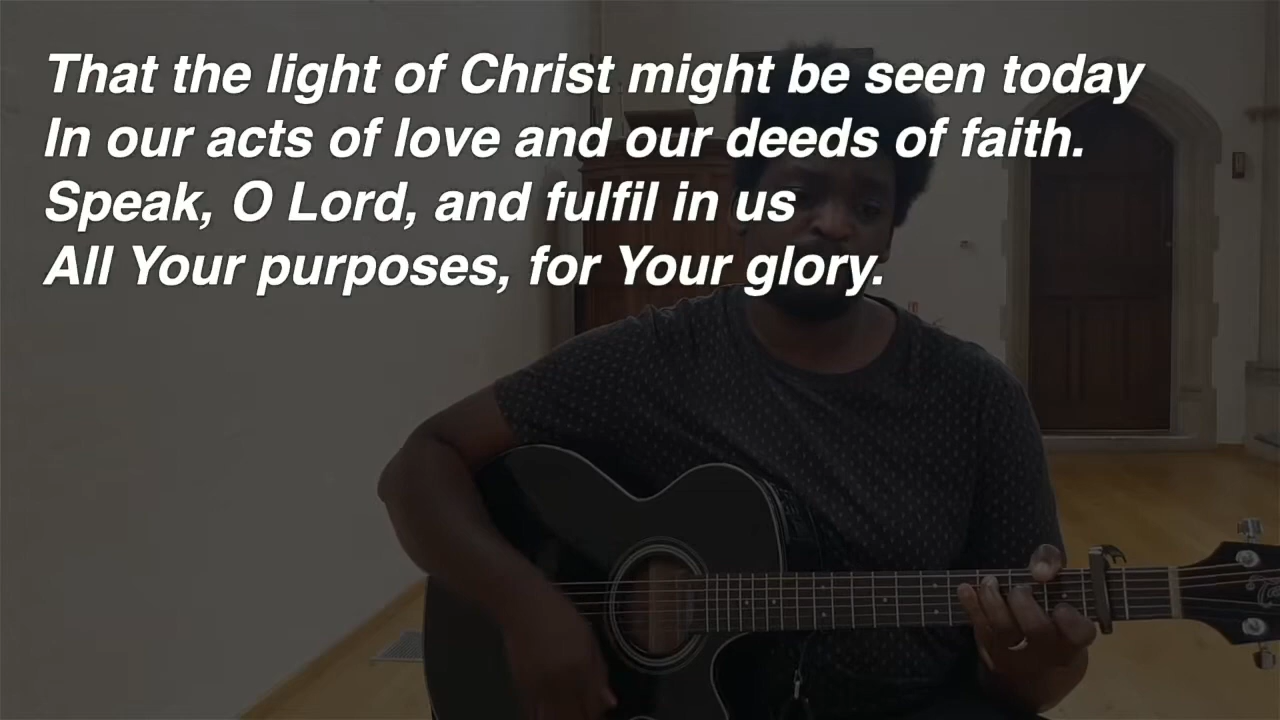 That the light of Christ might be seen today
In our acts of love and our deeds of faith.
Speak, O Lord, and fulfil in us
All Your purposes, for Your glory.